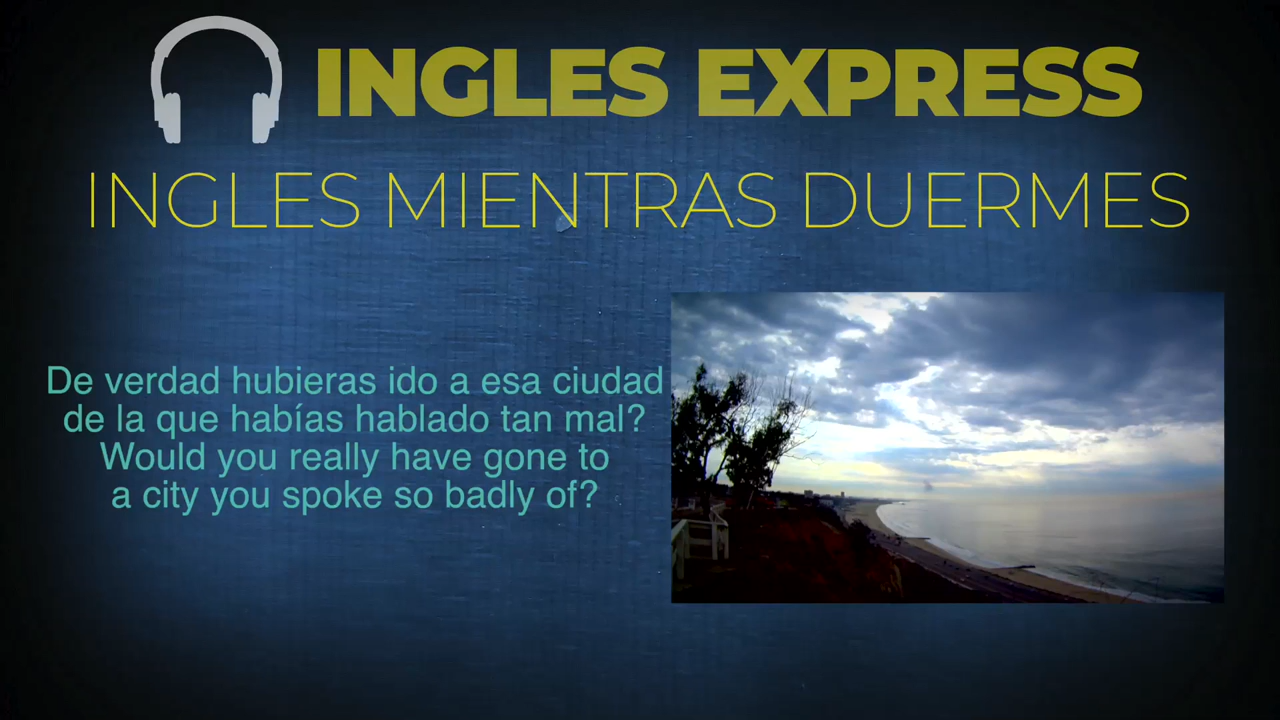 INGLES EXPRESS
INGLES MIENTRAS DUERMES
De verdad hubieras ido a esa ciudad
de la que habías hablado tan mal?
Would you really have gone to
a city you spoke so badly of?